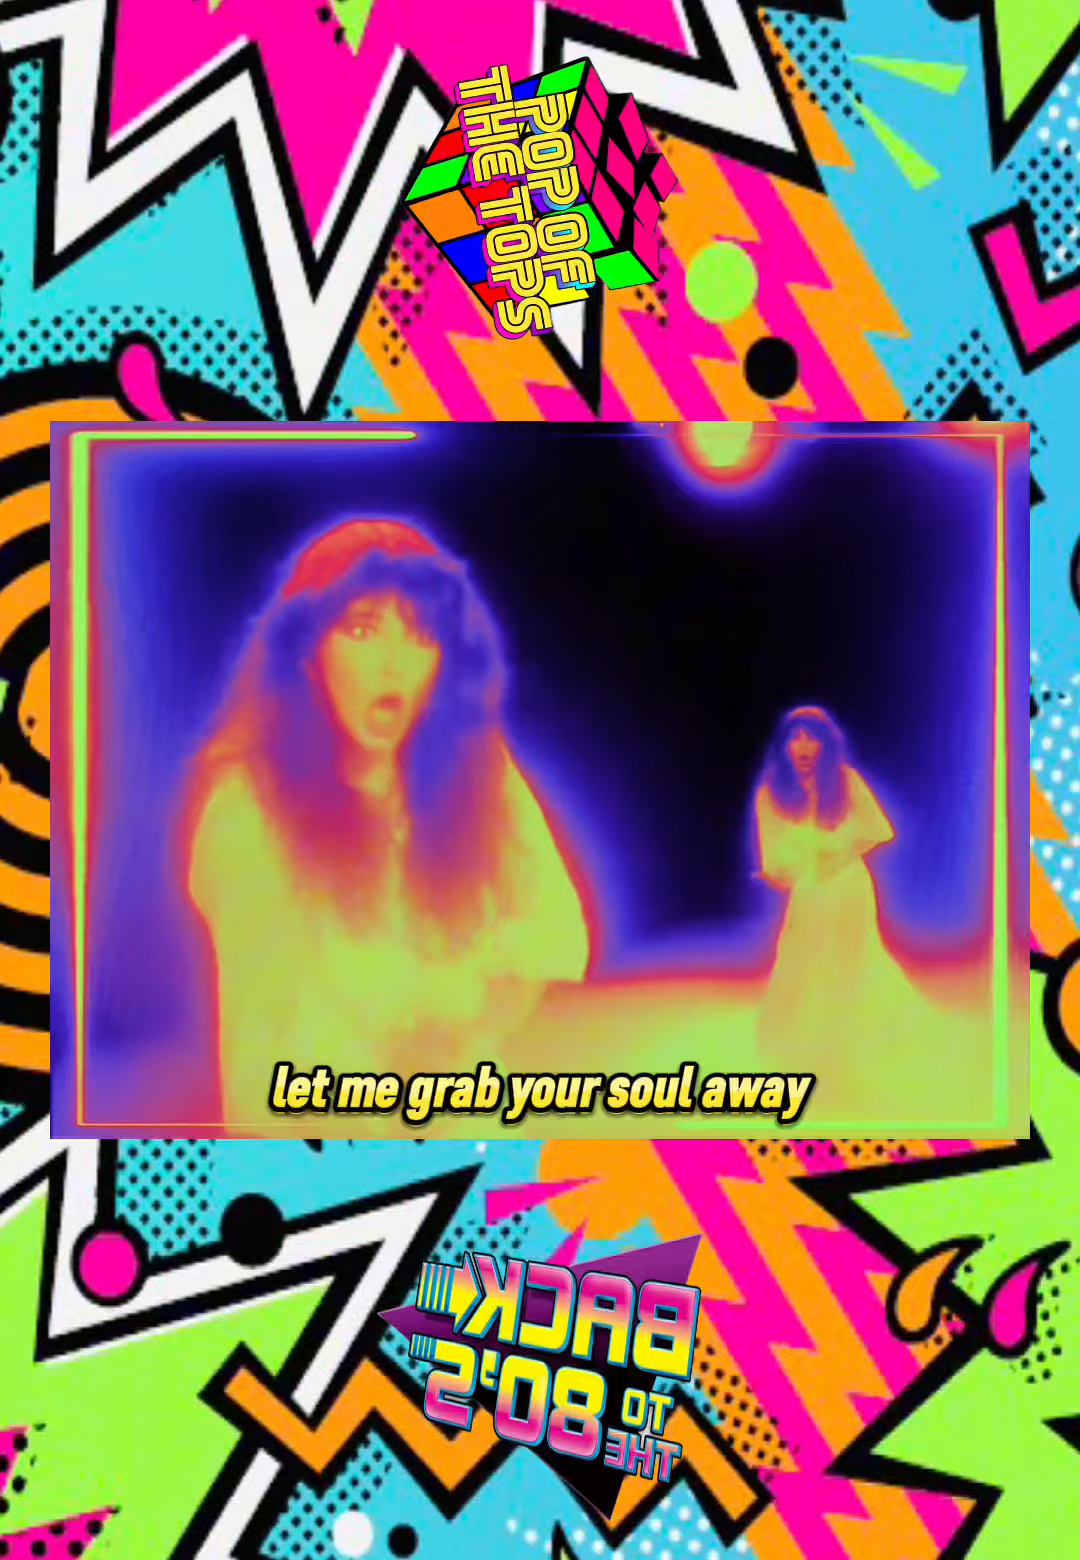 POP OF
THE TOPS
let me grab your soul away
BACK
TO
THE
80'S